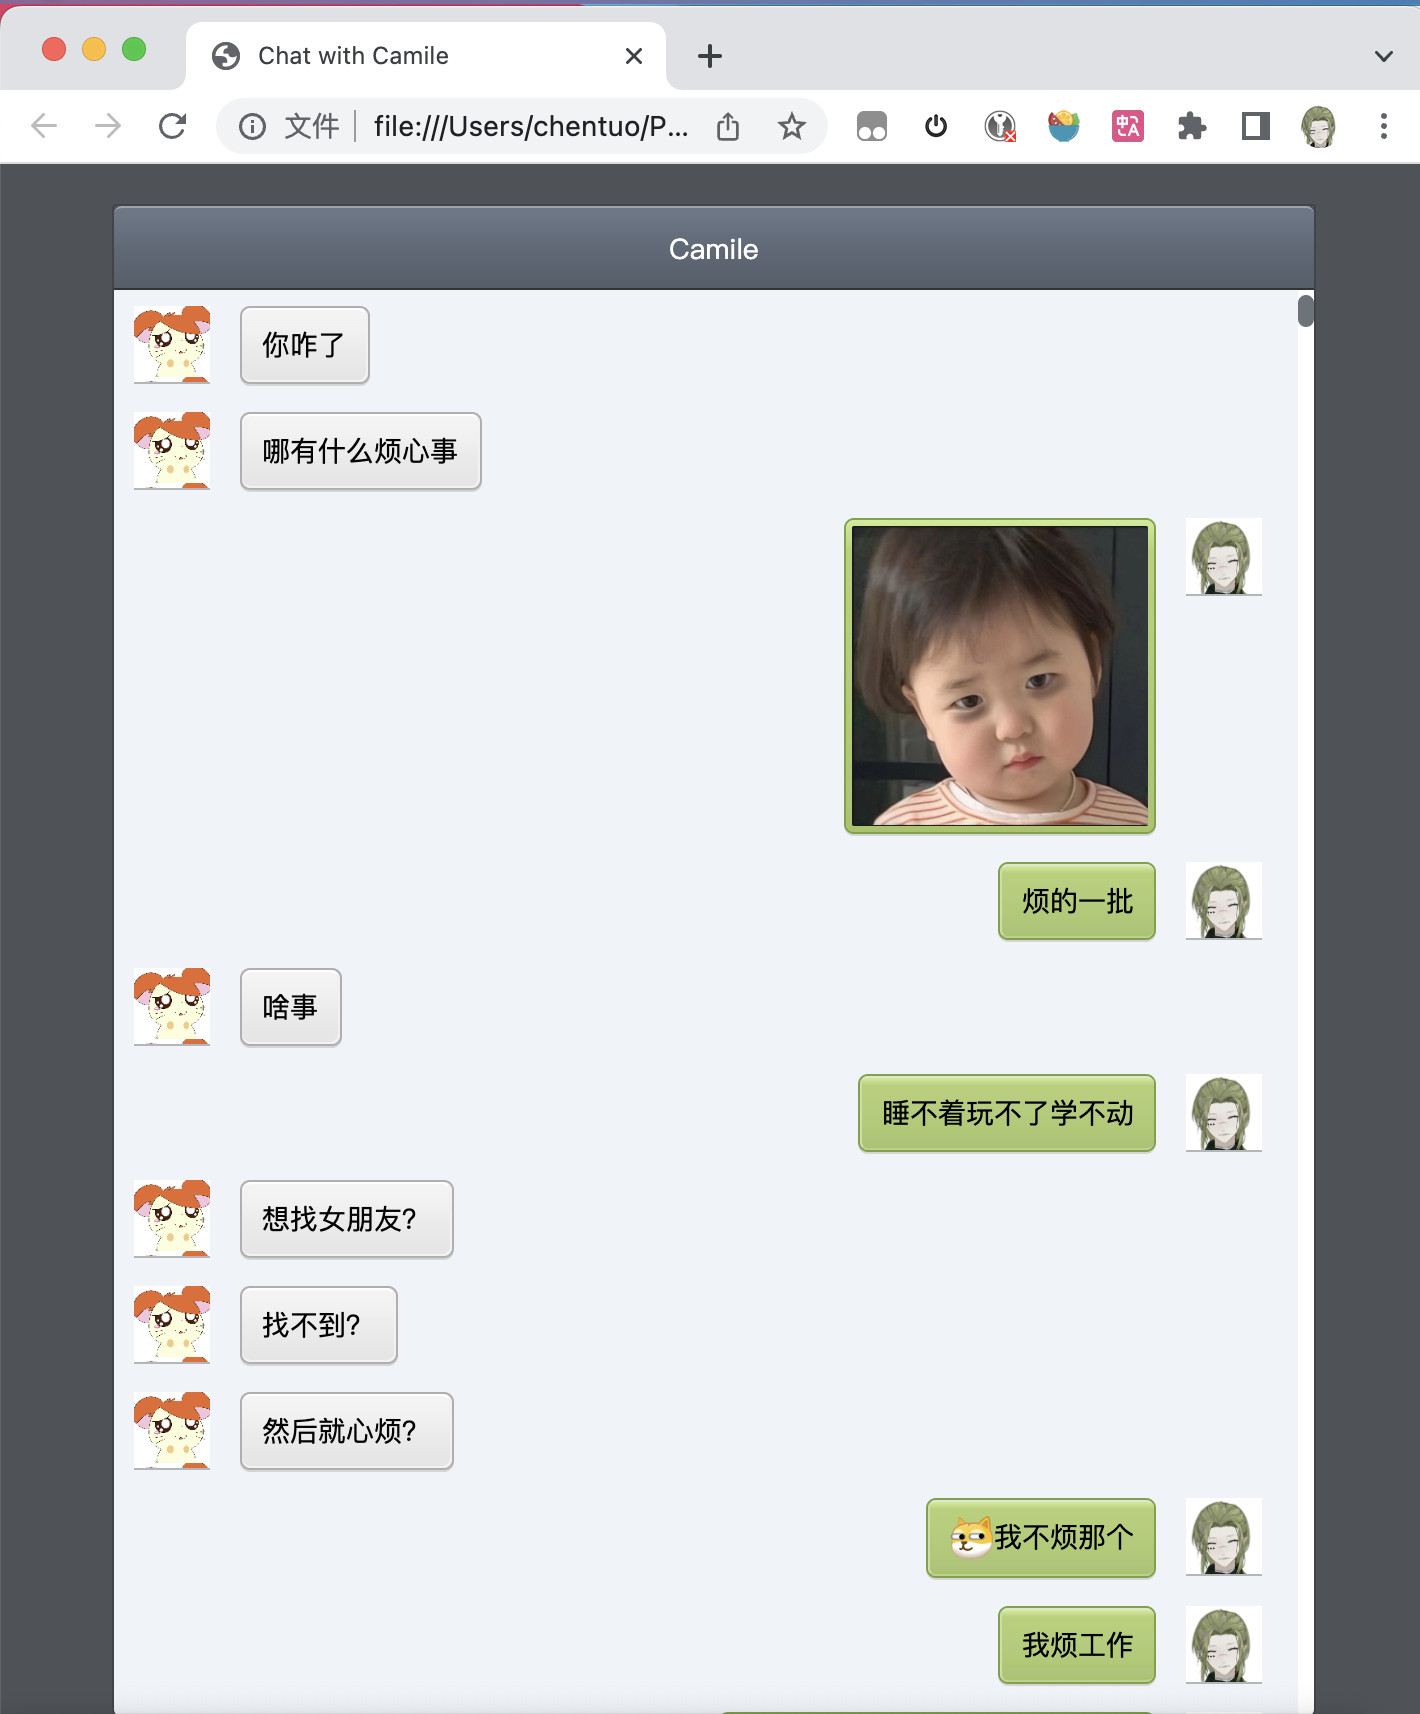 Chat with Camile
文件
file:///Users/chentuo/P...
中
A
Camile
你咋了
哪有什么烦心事
烦的一批
啥事
睡不着玩不了学不动
想找女朋友?
找不到?
然后就心烦?
我不烦那个
我烦工作